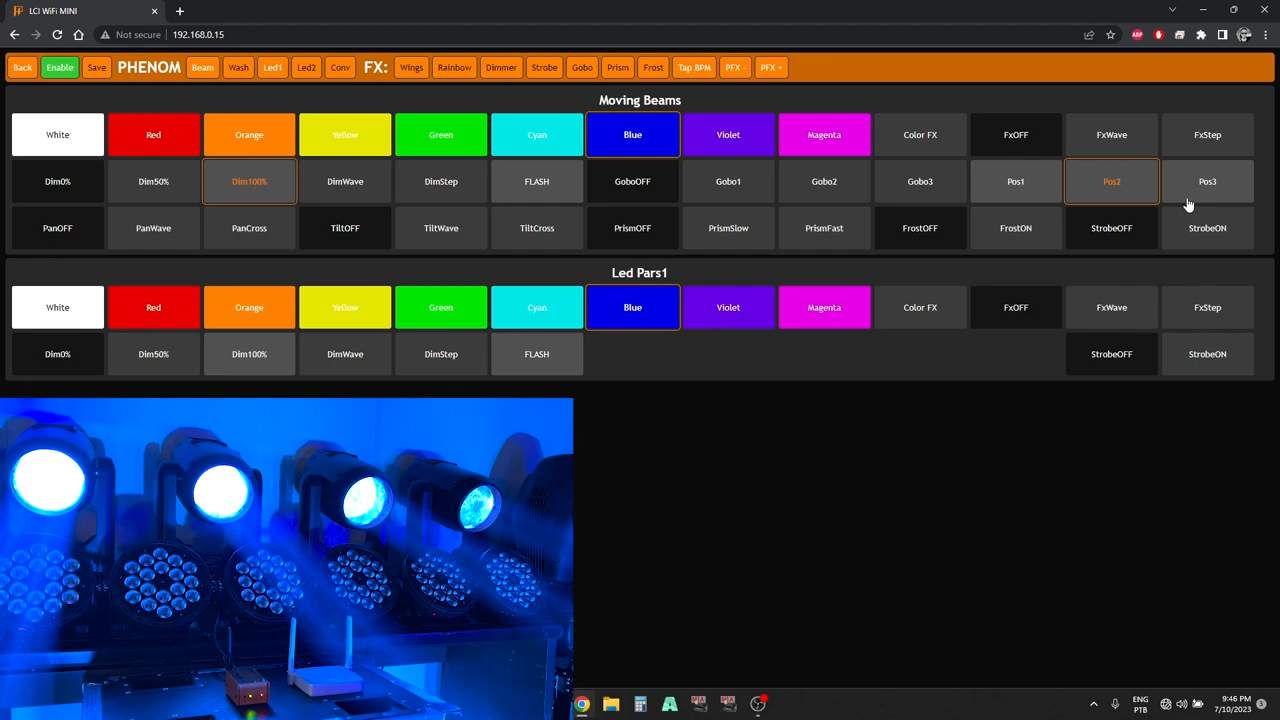 LCI WiFi MINI
Not secure 192.168.0.15
Back Enable Save PHENOM Beam Wash Led1 Led2 Conv FX: Wings Rainbow Dimmer Strobe Gobo Prism Frost Tap BPM PFX - PFX +
Moving Beams
White Red Orange Yellow Green Cyan Blue Violet Magenta Color FX FxOFF FxWave FxStep
Dim0% Dim50% Dim100% DimWave DimStep FLASH GoboOFF Gobo1 Gobo2 Gobo3 Pos1 Pos2 Pos3
PanOFF PanWave PanCross TiltOFF TiltWave TiltCross PrismOFF PrismSlow PrismFast FrostOFF FrostON StrobeOFF StrobeON
Led Pars1
White Red Orange Yellow Green Cyan Blue Violet Magenta Color FX FxOFF FxWave FxStep
Dim0% Dim50% Dim100% DimWave DimStep FLASH StrobeOFF StrobeON
ENG
PTB
9:46 PM
7/10/2023